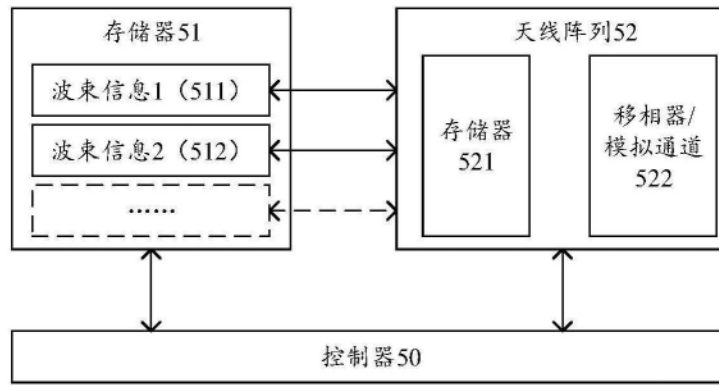 存储器51
波束信息1（511）
波束信息2（512）
……
天线阵列52
存储器
521
移相器/
模拟通道
522
控制器50